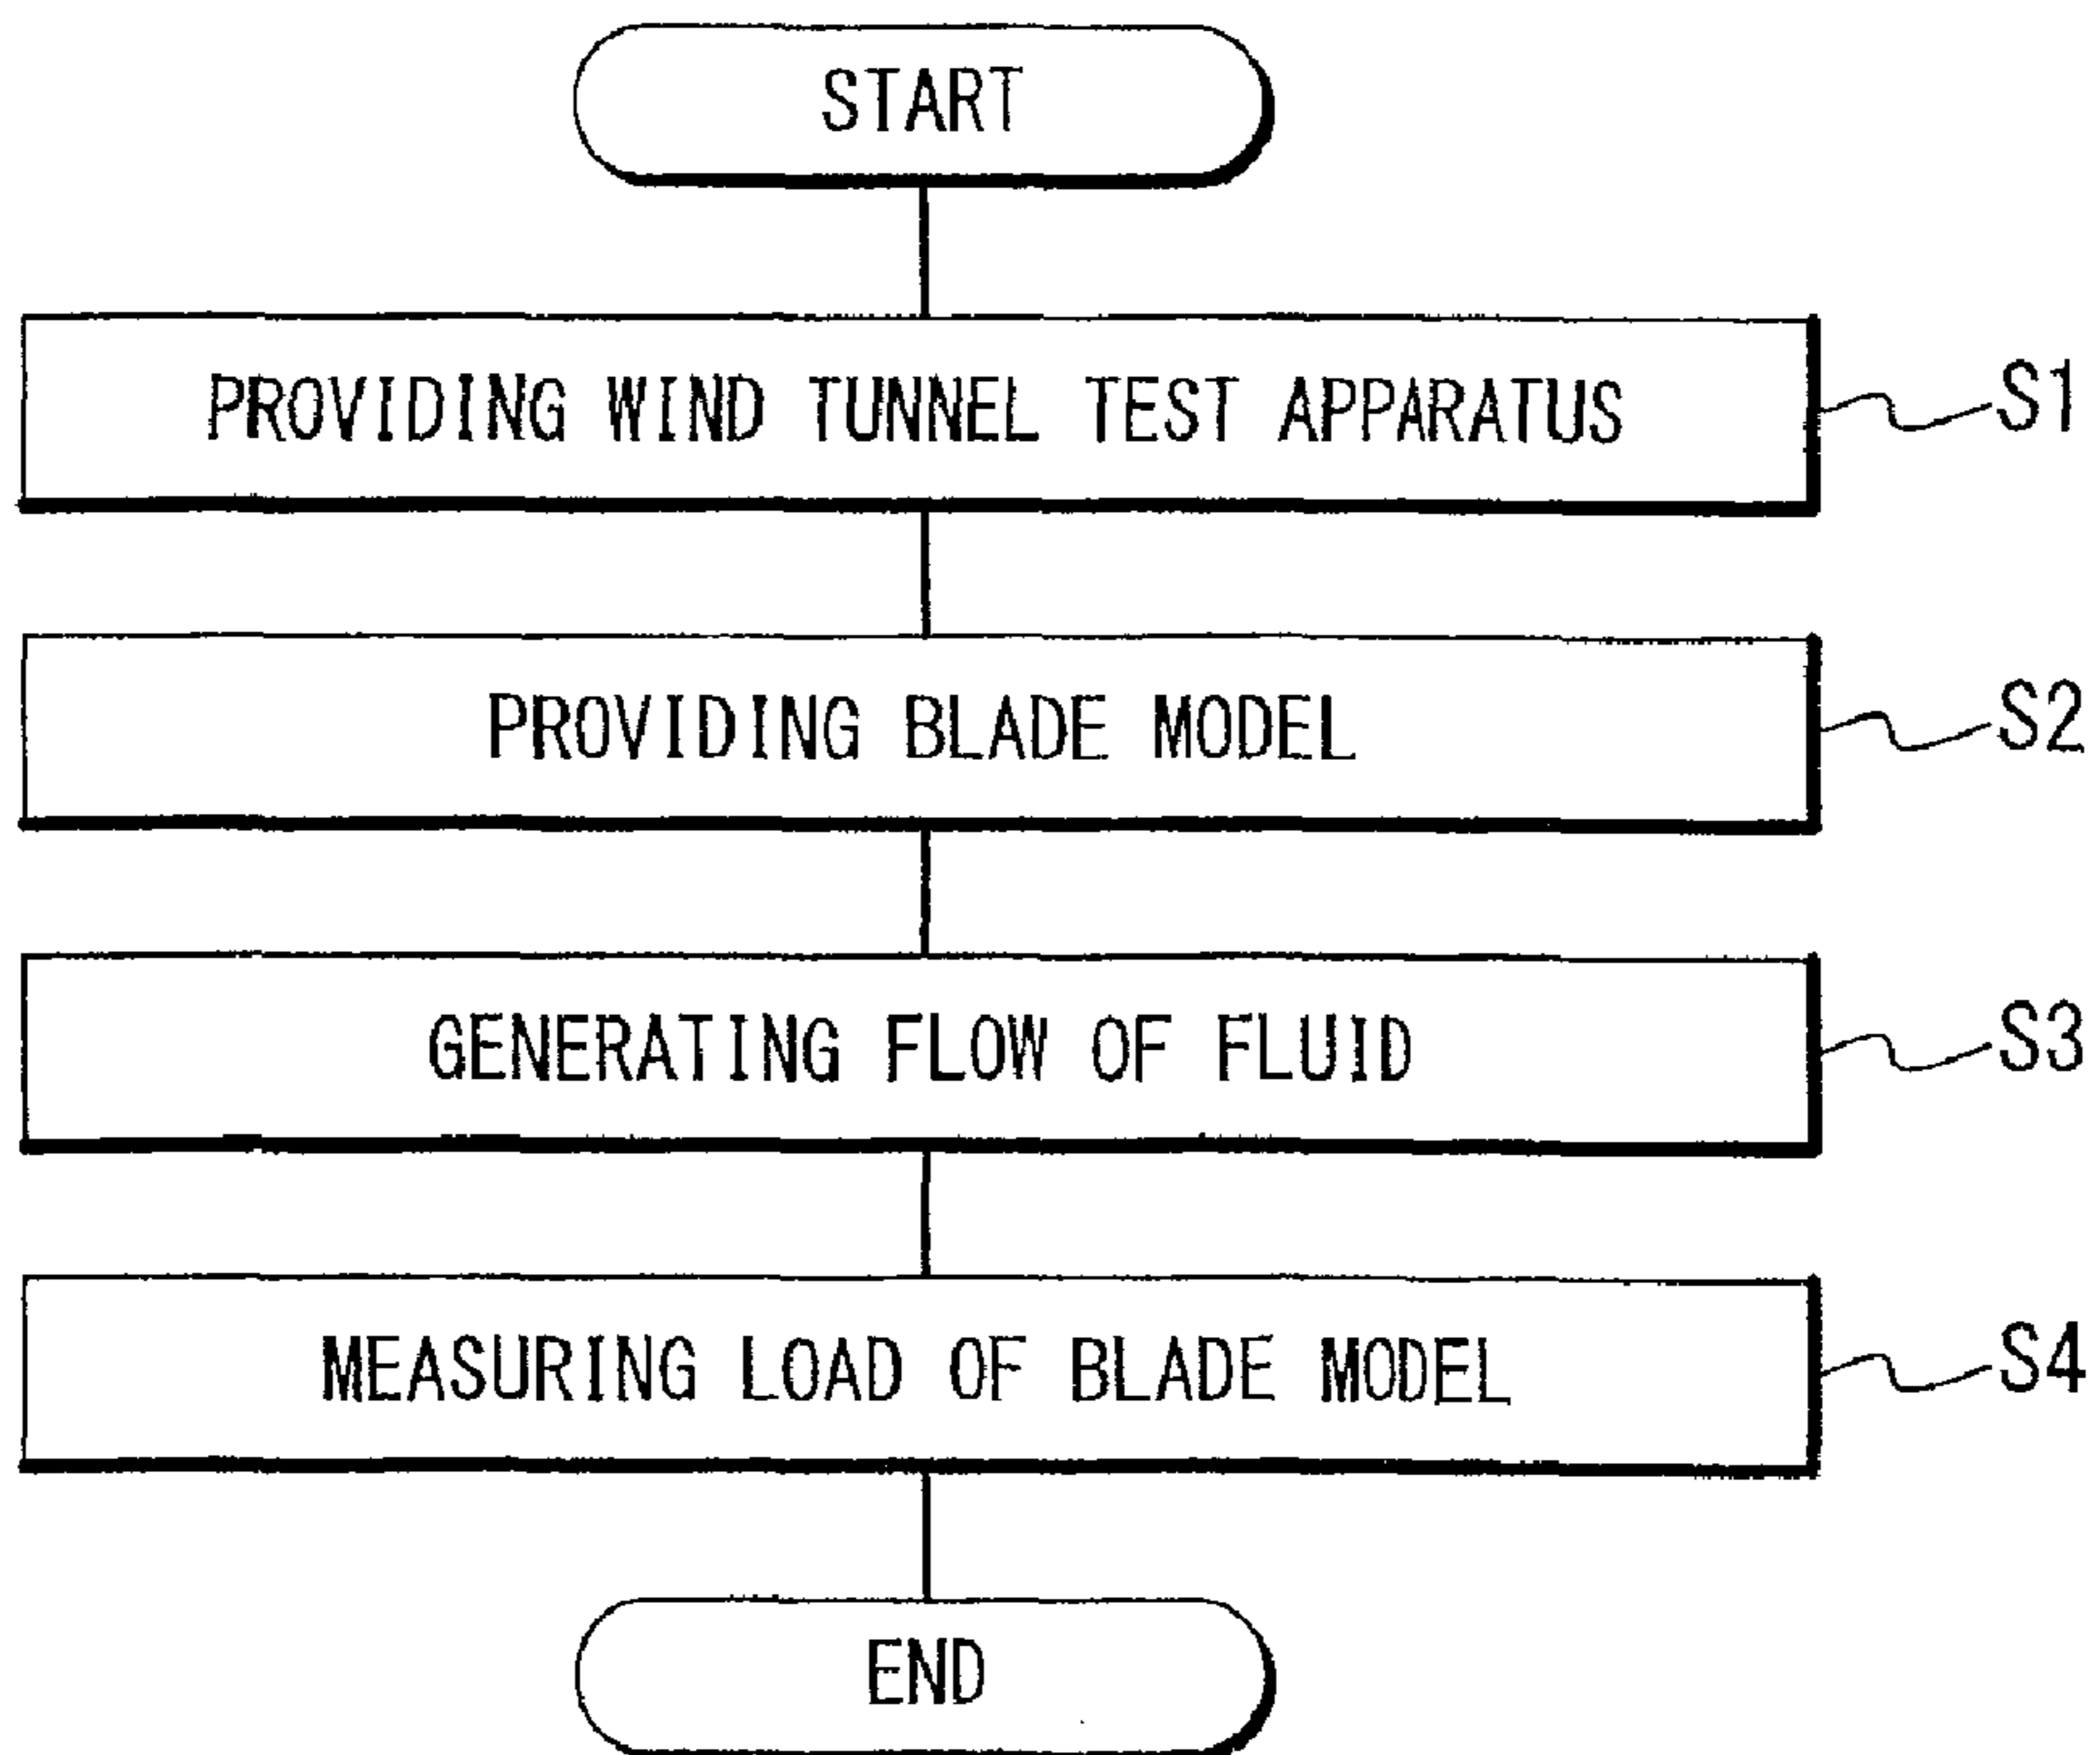 START
PROVIDING WIND TUNNEL TEST APPARATUS
S1
PROVIDING BLADE MODEL
S2
GENERATING FLOW OF FLUID
S3
MEASURING LOAD OF BLADE MODEL
S4
END